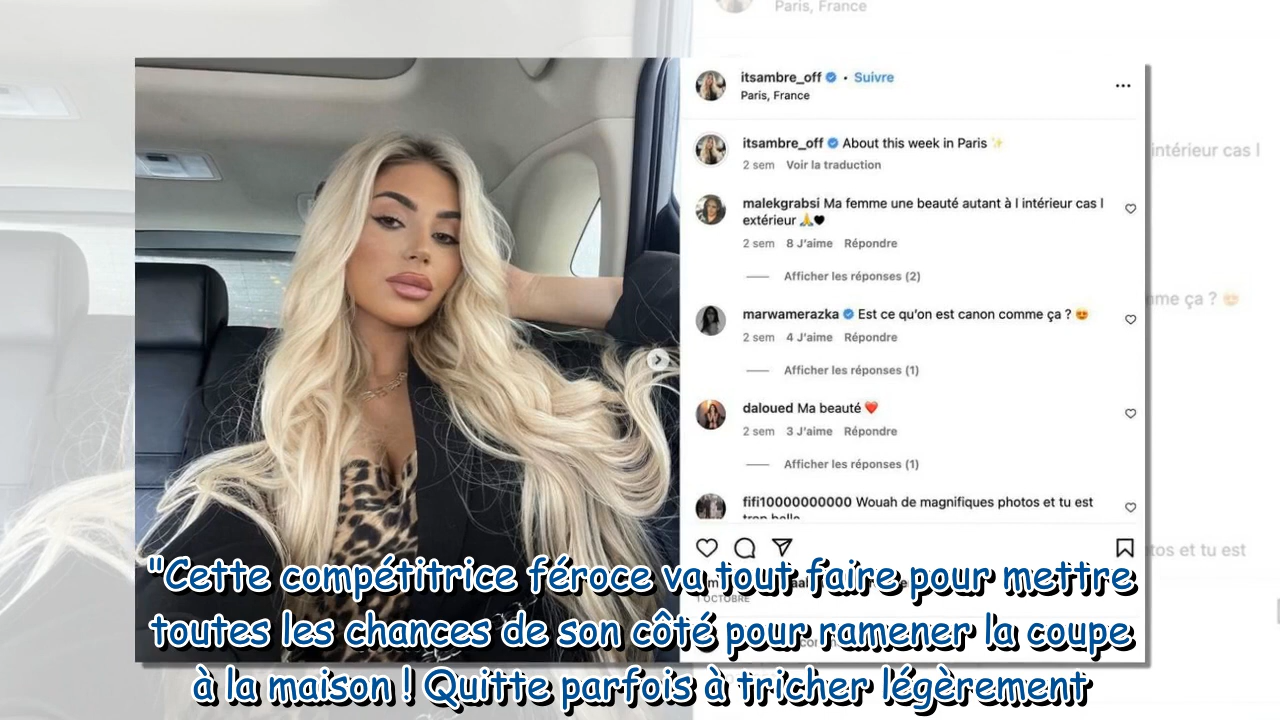 Paris, France
itsambre_off • Suivre
Paris, France
itsambre_off About this week in Paris ✨
2 sem Voir la traduction
intérieur cas l
malekgrabsi Ma femme une beauté autant à l intérieur cas l
extérieur 🙏🖤
2 sem 8 J'aime Répondre
Afficher les réponses (2)
me ça ? 😍
marwamerazka Est ce qu'on est canon comme ça ? 😍
2 sem 4 J'aime Répondre
Afficher les réponses (1)
daloued Ma beauté ❤️
2 sem 3 J'aime Répondre
Afficher les réponses (1)
fifi10000000000 Wouah de magnifiques photos et tu est
trop belle
tos et tu est
1 OCTOBRE
"Cette compétitrice féroce va tout faire pour mettre
toutes les chances de son côté pour ramener la coupe
à la maison ! Quitte parfois à tricher légèrement